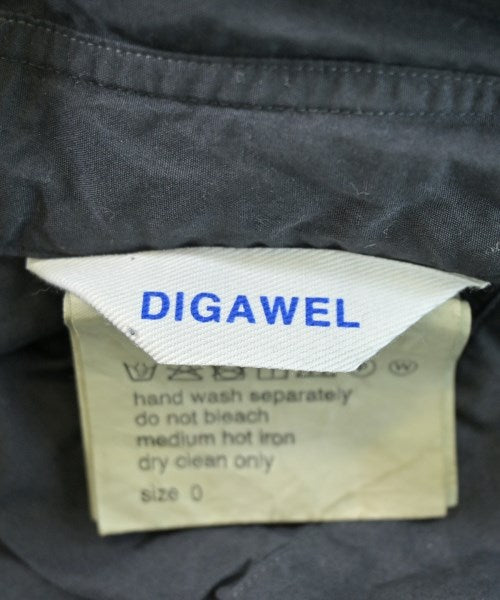 DIGAWEL
hand wash separately
do not bleach
medium hot iron
dry clean only
size 0